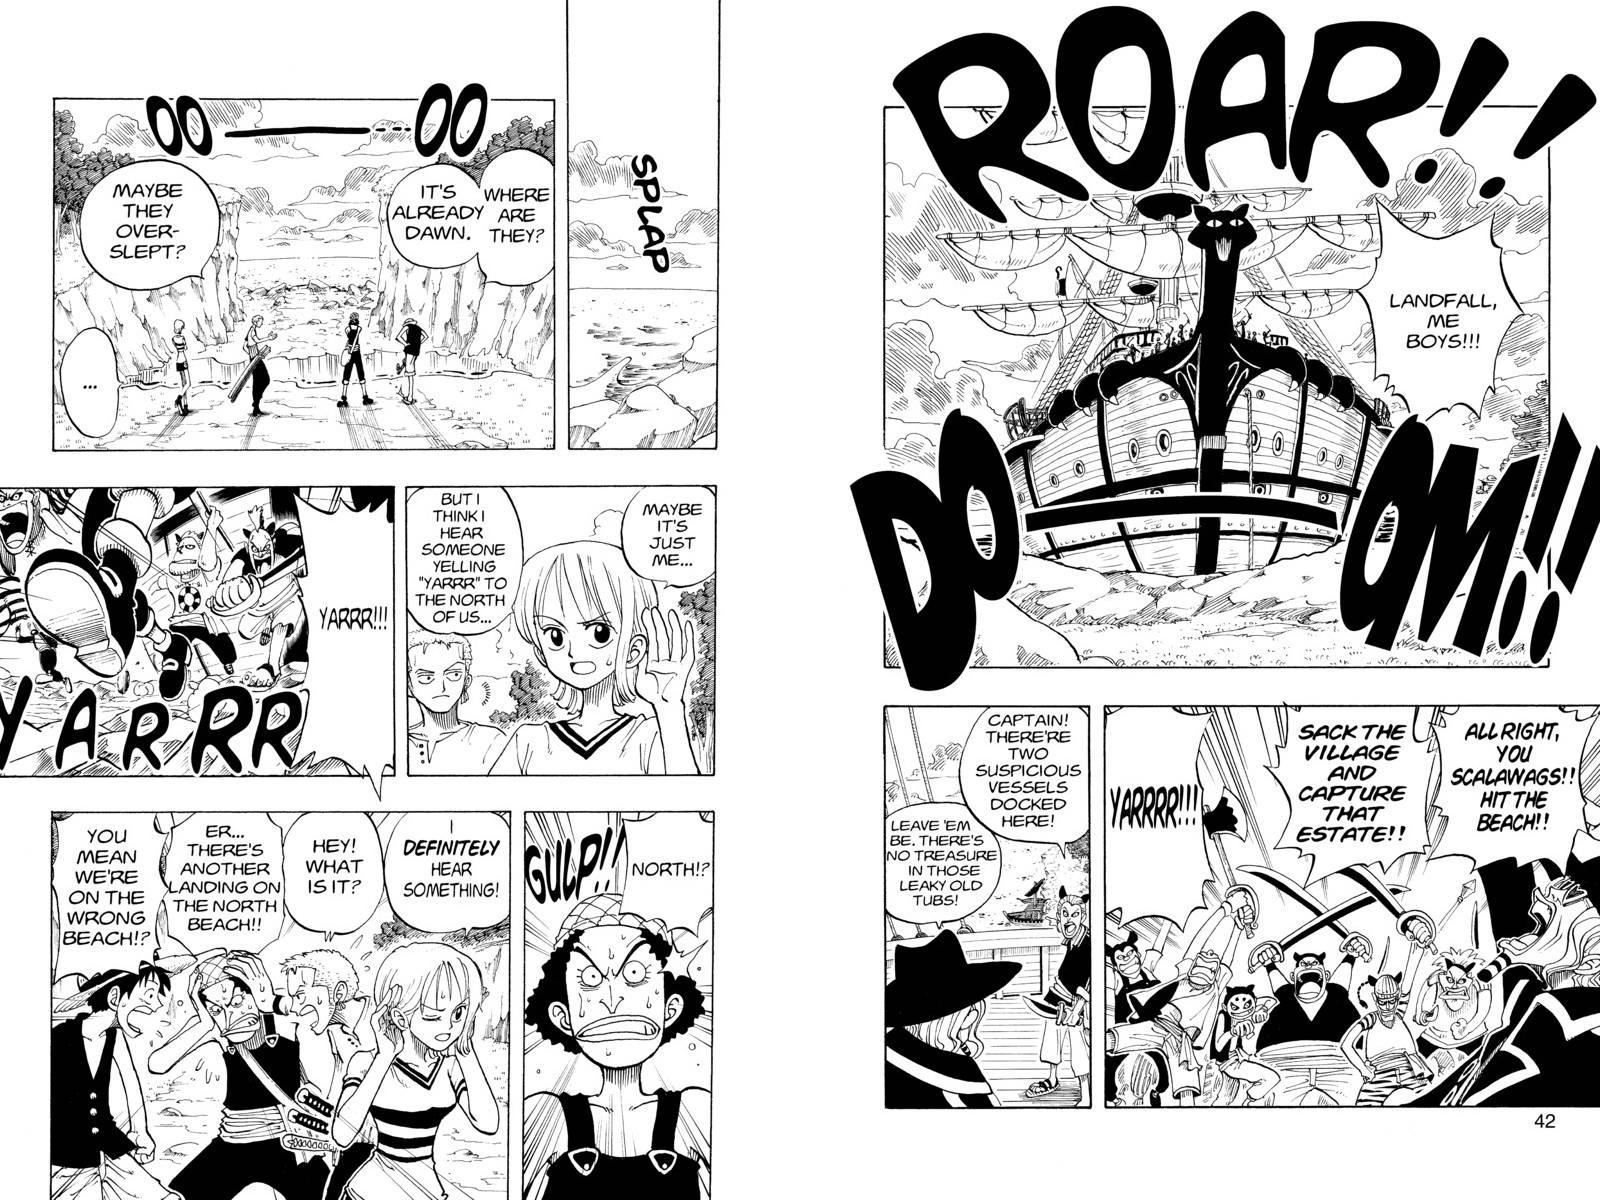 ROAR!!
LANDFALL,
ME
BOYS!!!
DOOM!!
ALL RIGHT,
YOU
SCALAWAGS!!
HIT THE
BEACH!!
SACK THE
VILLAGE
AND
CAPTURE
THAT
ESTATE!!
YARRRR!!!
CAPTAIN!
THERE'RE
TWO
SUSPICIOUS
VESSELS
DOCKED
HERE!
LEAVE 'EM
BE. THERE'S
NO TREASURE
IN THOSE
LEAKY OLD
TUBS!
42
SPLAP
OO OO
WHERE
ARE
THEY?
IT'S
ALREADY
DAWN.
MAYBE
THEY
OVER-
SLEPT?
...
MAYBE
IT'S
JUST
ME...
BUT I
THINK I
HEAR
SOMEONE
YELLING
"YARRR" TO
THE NORTH
OF US...
YARRR!!!
YARRRR
NORTH!?
GULP!!
I
DEFINITELY
HEAR
SOMETHING!
HEY!
WHAT
IS IT?
ER...
THERE'S
ANOTHER
LANDING ON
THE NORTH
BEACH!!
YOU
MEAN
WE'RE
ON THE
WRONG
BEACH!?